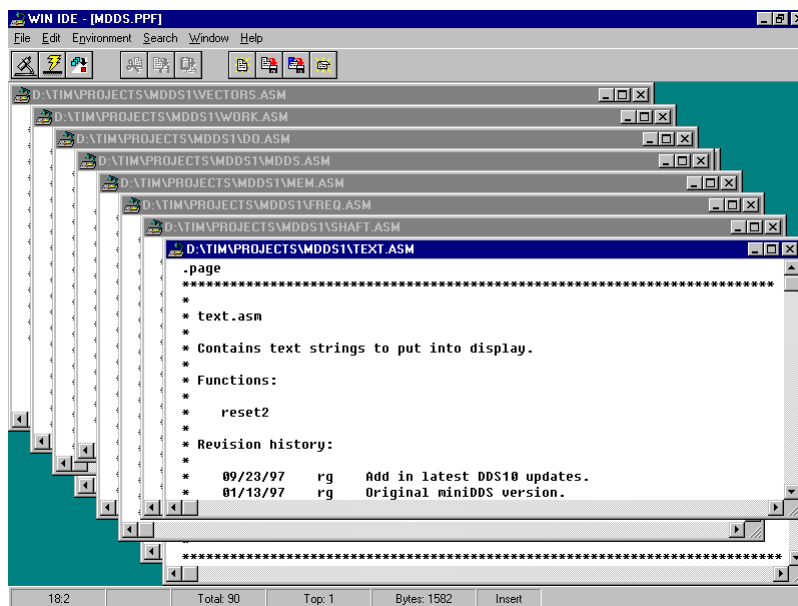 WIN IDE - [MDDS.PPF]
File Edit Environment Search Window Help
D:\TIM\PROJECTS\MDDS1\VECTORS.ASM
D:\TIM\PROJECTS\MDDS1\WORK.ASM
D:\TIM\PROJECTS\MDDS1\DO.ASM
D:\TIM\PROJECTS\MDDS1\MDDS.ASM
D:\TIM\PROJECTS\MDDS1\MEM.ASM
D:\TIM\PROJECTS\MDDS1\FREQ.ASM
D:\TIM\PROJECTS\MDDS1\SHAFT.ASM
D:\TIM\PROJECTS\MDDS1\TEXT.ASM
.page
**************************************************************************
*
* text.asm
*
* Contains text strings to put into display.
*
* Functions:
*
* reset2
*
* Revision history:
*
* 09/23/97 rg Add in latest DDS10 updates.
* 01/13/97 rg Original miniDDS version.
***************************************************************************
18:2 Total: 90 Top: 1 Bytes: 1582 Insert